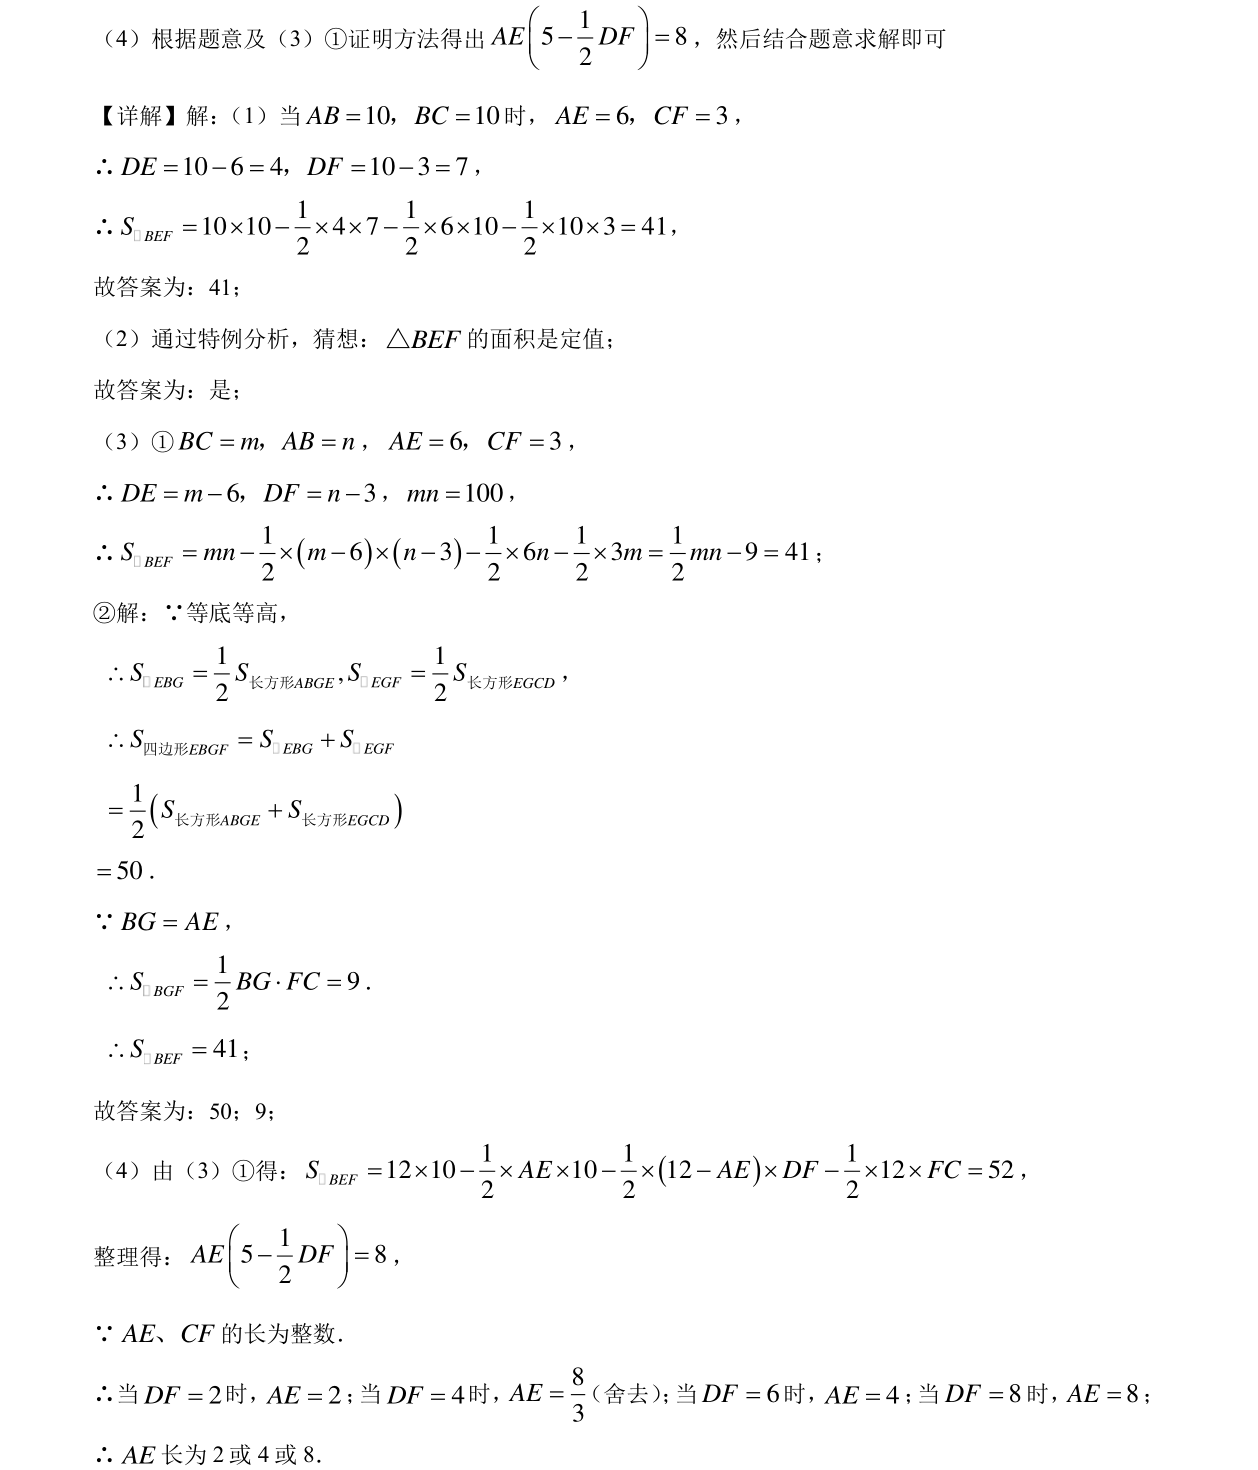 （4）根据题意及（3）①证明方法得出 AE(5−1/2 DF)=8，然后结合题意求解即可
【详解】解：（1）当 AB=10，BC=10 时，AE=6，CF=3，
∴ DE=10−6=4，DF=10−3=7，
∴ S□BEF=10×10−1/2×4×7−1/2×6×10−1/2×10×3=41，
故答案为：41；
（2）通过特例分析，猜想：△BEF 的面积是定值；
故答案为：是；
（3）① BC=m，AB=n，AE=6，CF=3，
∴ DE=m−6，DF=n−3，mn=100，
∴ S□BEF=mn−1/2×(m−6)×(n−3)−1/2×6n−1/2×3m=1/2 mn−9=41；
②解：∵等底等高，
∴S□EBG=1/2 S长方形ABGE,S□EGF=1/2 S长方形EGCD，
∴S四边形EBGF=S□EBG+S□EGF
=1/2(S长方形ABGE+S长方形EGCD)
=50．
∵ BG=AE，
∴S□BGF=1/2 BG·FC=9．
∴S□BEF=41；
故答案为：50；9；
（4）由（3）①得：S□BEF=12×10−1/2×AE×10−1/2×(12−AE)×DF−1/2×12×FC=52，
整理得：AE(5−1/2 DF)=8，
∵ AE、CF 的长为整数．
∴当 DF=2 时，AE=2；当 DF=4 时，AE=8/3（舍去）；当 DF=6 时，AE=4；当 DF=8 时，AE=8；
∴ AE 长为 2 或 4 或 8．